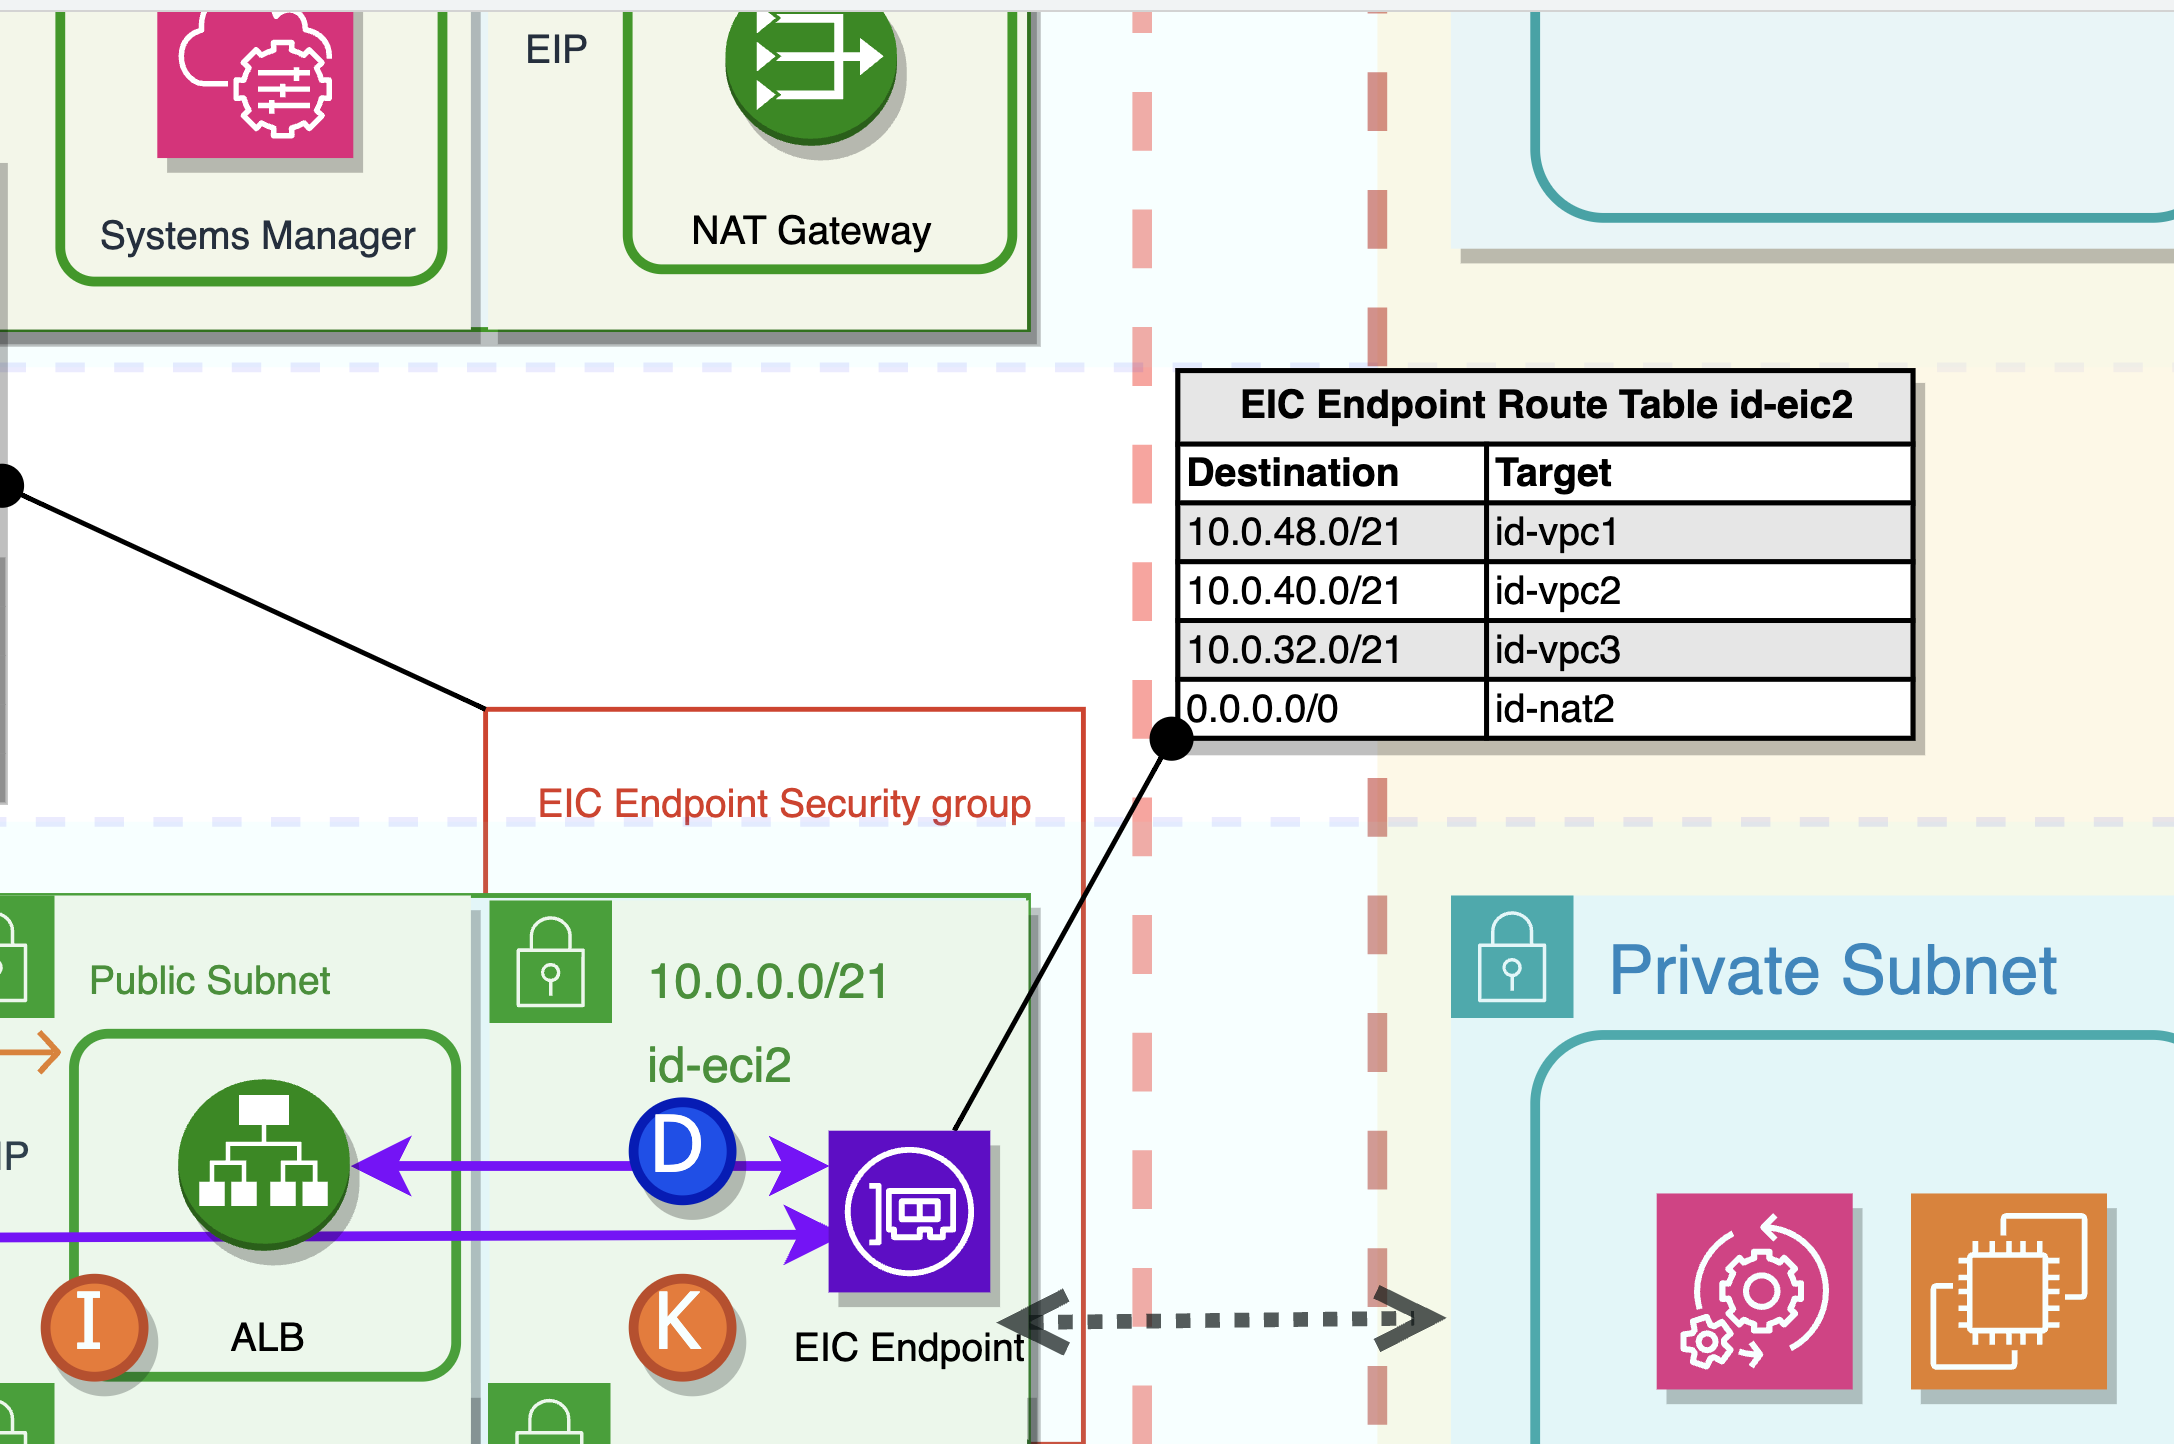 EIP
Systems Manager
NAT Gateway
EIC Endpoint Route Table id-eic2
Destination Target
10.0.48.0/21 id-vpc1
10.0.40.0/21 id-vpc2
10.0.32.0/21 id-vpc3
0.0.0.0/0 id-nat2
EIC Endpoint Security group
Public Subnet
10.0.0.0/21
id-eci2
Private Subnet
D
I
K
ALB
EIC Endpoint